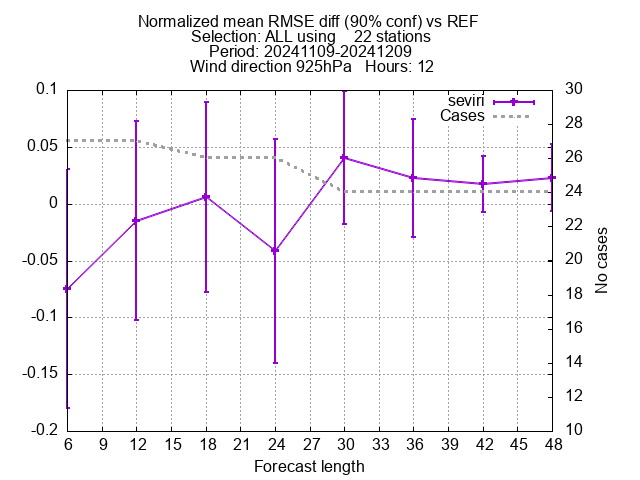 Normalized mean RMSE diff (90% conf) vs REF
Selection: ALL using    22 stations
Period: 20241109-20241209
Wind direction 925hPa   Hours: 12
seviri
Cases
0.1
0.05
0
-0.05
-0.1
-0.15
-0.2
30
28
26
24
22
20
18
16
14
12
10
No cases
6 9 12 15 18 21 24 27 30 33 36 39 42 45 48
Forecast length